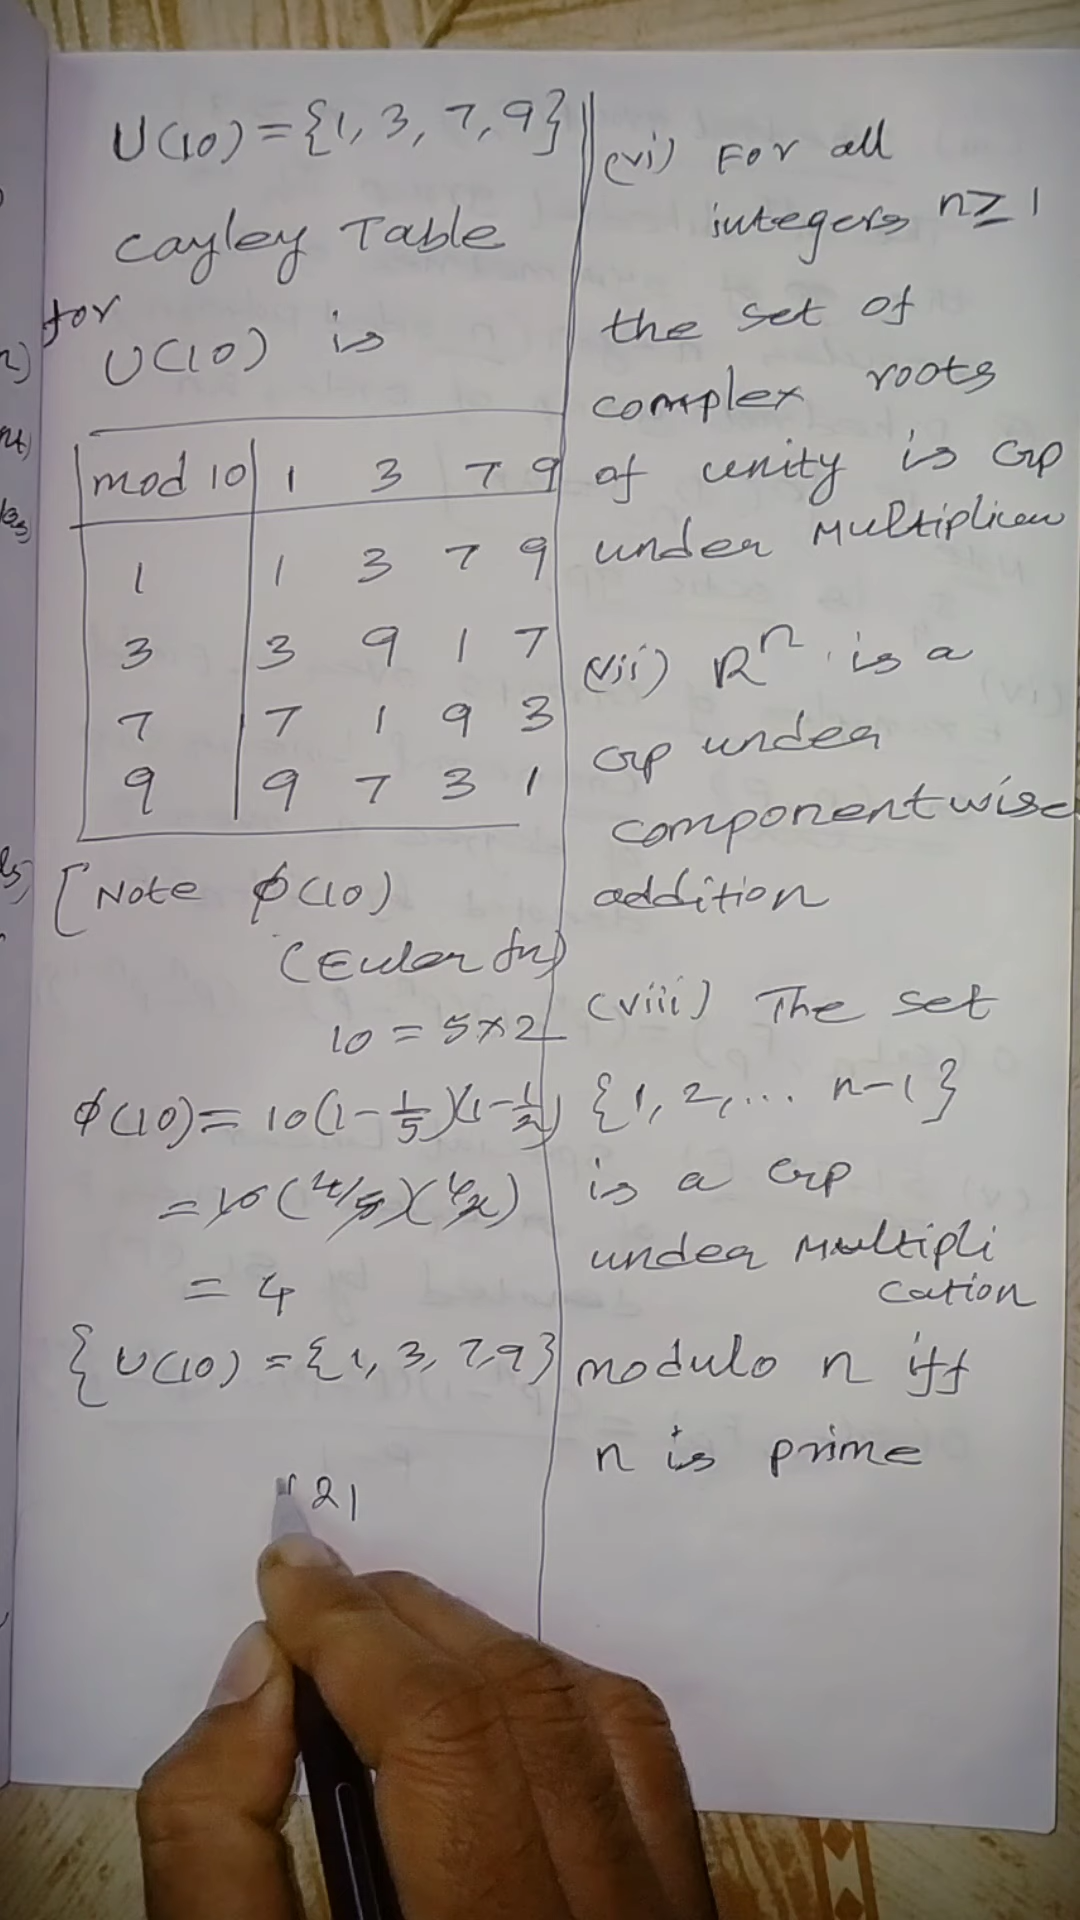 U(10) = {1, 3, 7, 9}
Cayley Table
for
U(10) is
mod 10 1 3 7 9
1 1 3 7 9
3 3 9 1 7
7 7 1 9 3
9 9 7 3 1
[Note φ(10)
(Euler fn)
10 = 5×2
φ(10) = 10(1-1/5)(1-1/2)
= 10(4/5)(1/2)
= 4
{U(10) = {1, 3, 7, 9}
21
(vi) For all
integers n≥1
the set of
complex roots
of unity is Grp
under
(vii) Rⁿ is a
Grp under
componentwise
addition
(viii) The set
{1, 2, ... n-1}
is a Grp
under Multipli
cation
modulo n iff
n is prime